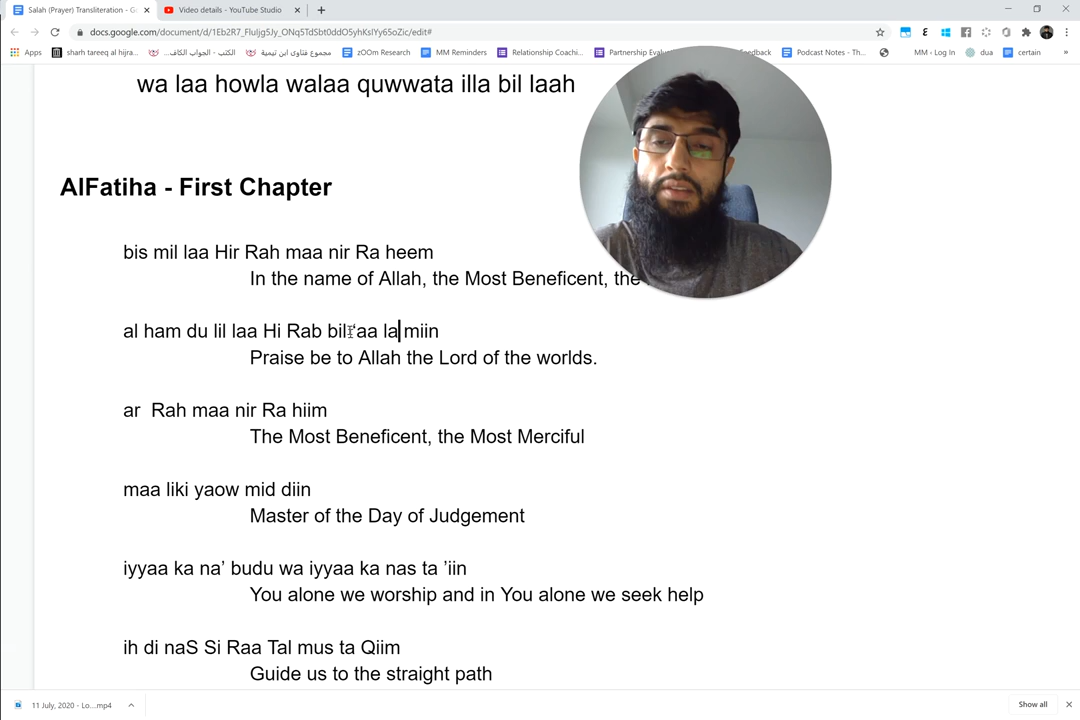 Salah (Prayer) Transliteration - G
Video details - YouTube Studio
docs.google.com/document/d/1Eb2R7_Fluljg5Jy_ONq5TdSbt0ddO5yhKsIYy65oZic/edit#
Apps sharh tareeq al hijra... الكتب - الجواب الكاف... مجموع فتاوى ابن تيمية zOOm Research MM Reminders Relationship Coachi... Partnership Evalu Feedback Podcast Notes - Th... MM - Log In dua certain »
wa laa howla walaa quwwata illa bil laah
AlFatiha - First Chapter
bis mil laa Hir Rah maa nir Ra heem
In the name of Allah, the Most Beneficent, the
al ham du lil laa Hi Rab bil ‘aa la miin
Praise be to Allah the Lord of the worlds.
ar Rah maa nir Ra hiim
The Most Beneficent, the Most Merciful
maa liki yaow mid diin
Master of the Day of Judgement
iyyaa ka na’ budu wa iyyaa ka nas ta ’iin
You alone we worship and in You alone we seek help
ih di naS Si Raa Tal mus ta Qiim
Guide us to the straight path
11 July, 2020 - Lo....mp4
Show all